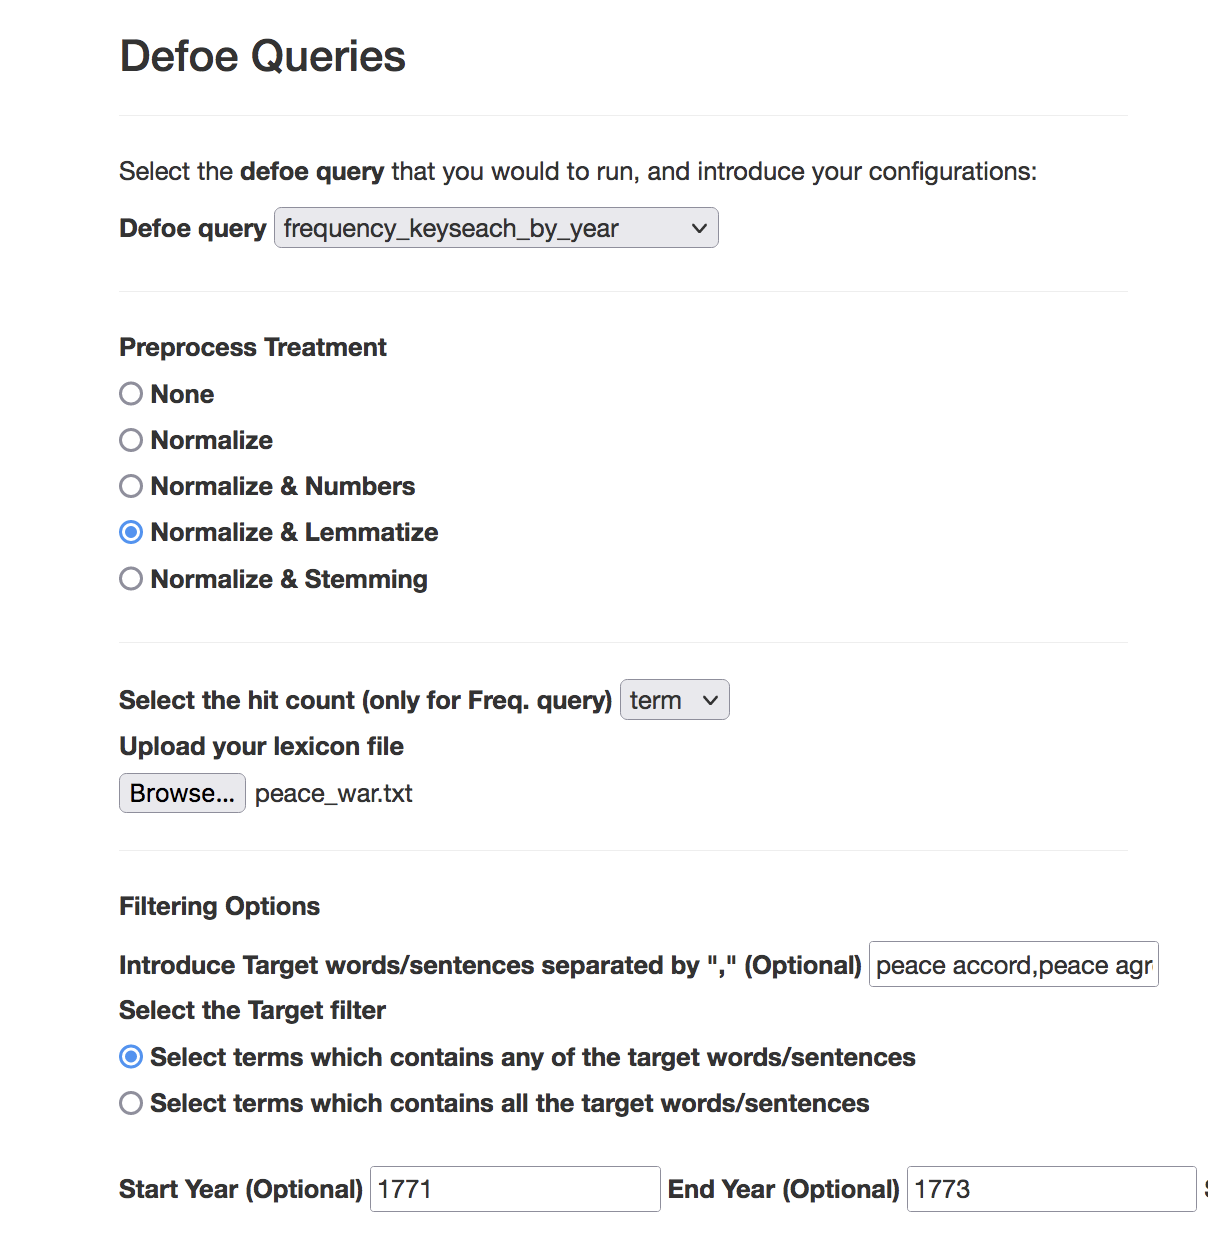 Defoe Queries
Select the defoe query that you would to run, and introduce your configurations:
Defoe query frequency_keyseach_by_year
Preprocess Treatment
None
Normalize
Normalize & Numbers
Normalize & Lemmatize
Normalize & Stemming
Select the hit count (only for Freq. query) term
Upload your lexicon file
Browse... peace_war.txt
Filtering Options
Introduce Target words/sentences separated by "," (Optional) peace accord,peace agr
Select the Target filter
Select terms which contains any of the target words/sentences
Select terms which contains all the target words/sentences
Start Year (Optional) 1771 End Year (Optional) 1773